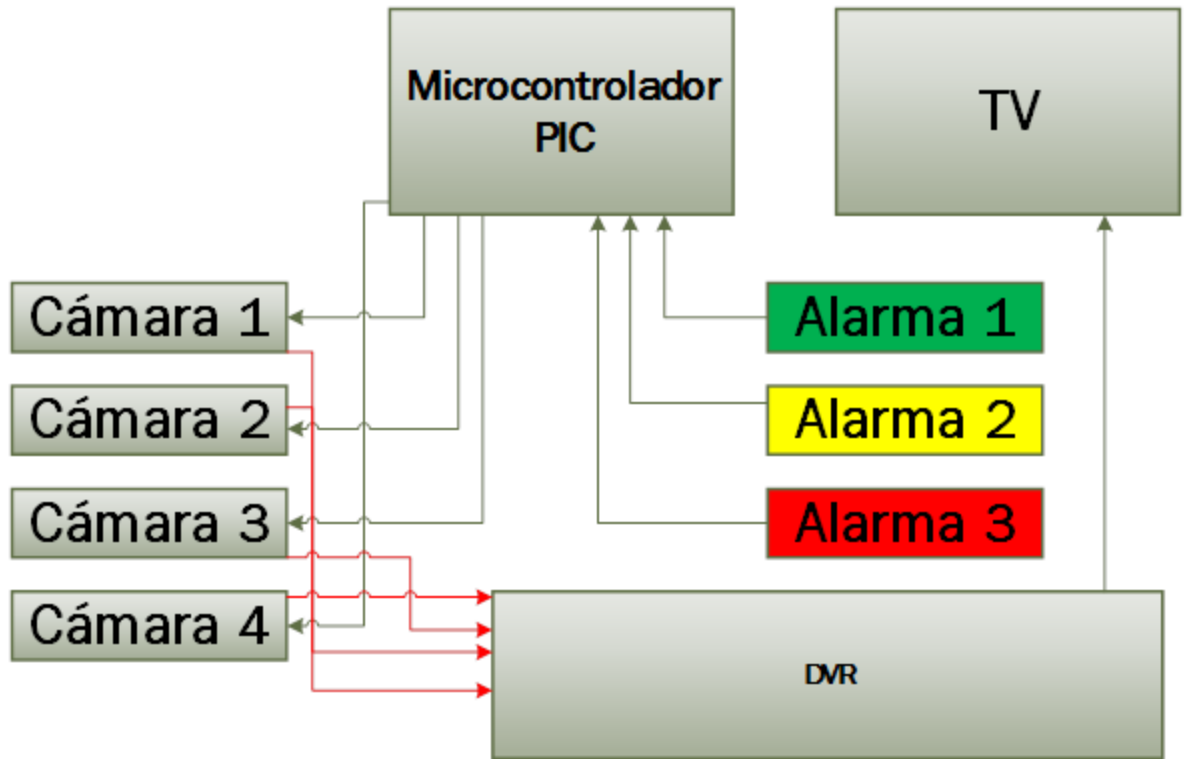 Microcontrolador
PIC
TV
Cámara 1
Alarma 1
Cámara 2
Alarma 2
Cámara 3
Alarma 3
Cámara 4
DVR